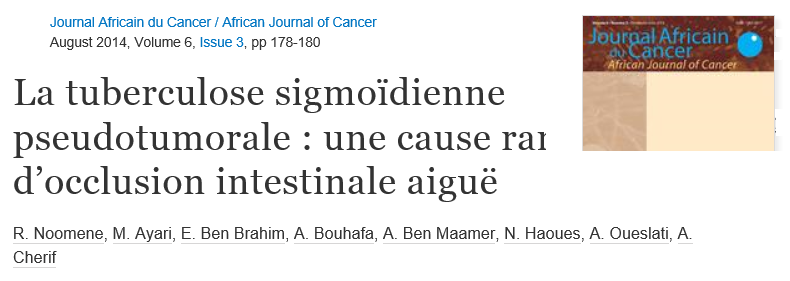 Journal Africain du Cancer / African Journal of Cancer
August 2014, Volume 6, Issue 3, pp 178-180
Journal Africain
du Cancer
African Journal of Cancer
La tuberculose sigmoïdienne
pseudotumorale : une cause
d’occlusion intestinale aiguë
R. Noomene, M. Ayari, E. Ben Brahim, A. Bouhafa, A. Ben Maamer, N. Haoues, A. Oueslati, A.
Cherif